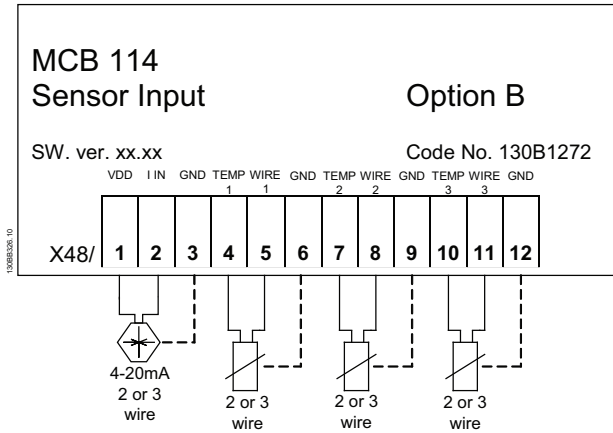 MCB 114
Sensor Input Option B
SW. ver. xx.xx Code No. 130B1272
VDD I IN GND TEMP 1 WIRE 1 GND TEMP 2 WIRE 2 GND TEMP 3 WIRE 3 GND
X48/ 1 2 3 4 5 6 7 8 9 10 11 12
130BB326.10
4-20mA
2 or 3
wire
2 or 3
wire
2 or 3
wire
2 or 3
wire